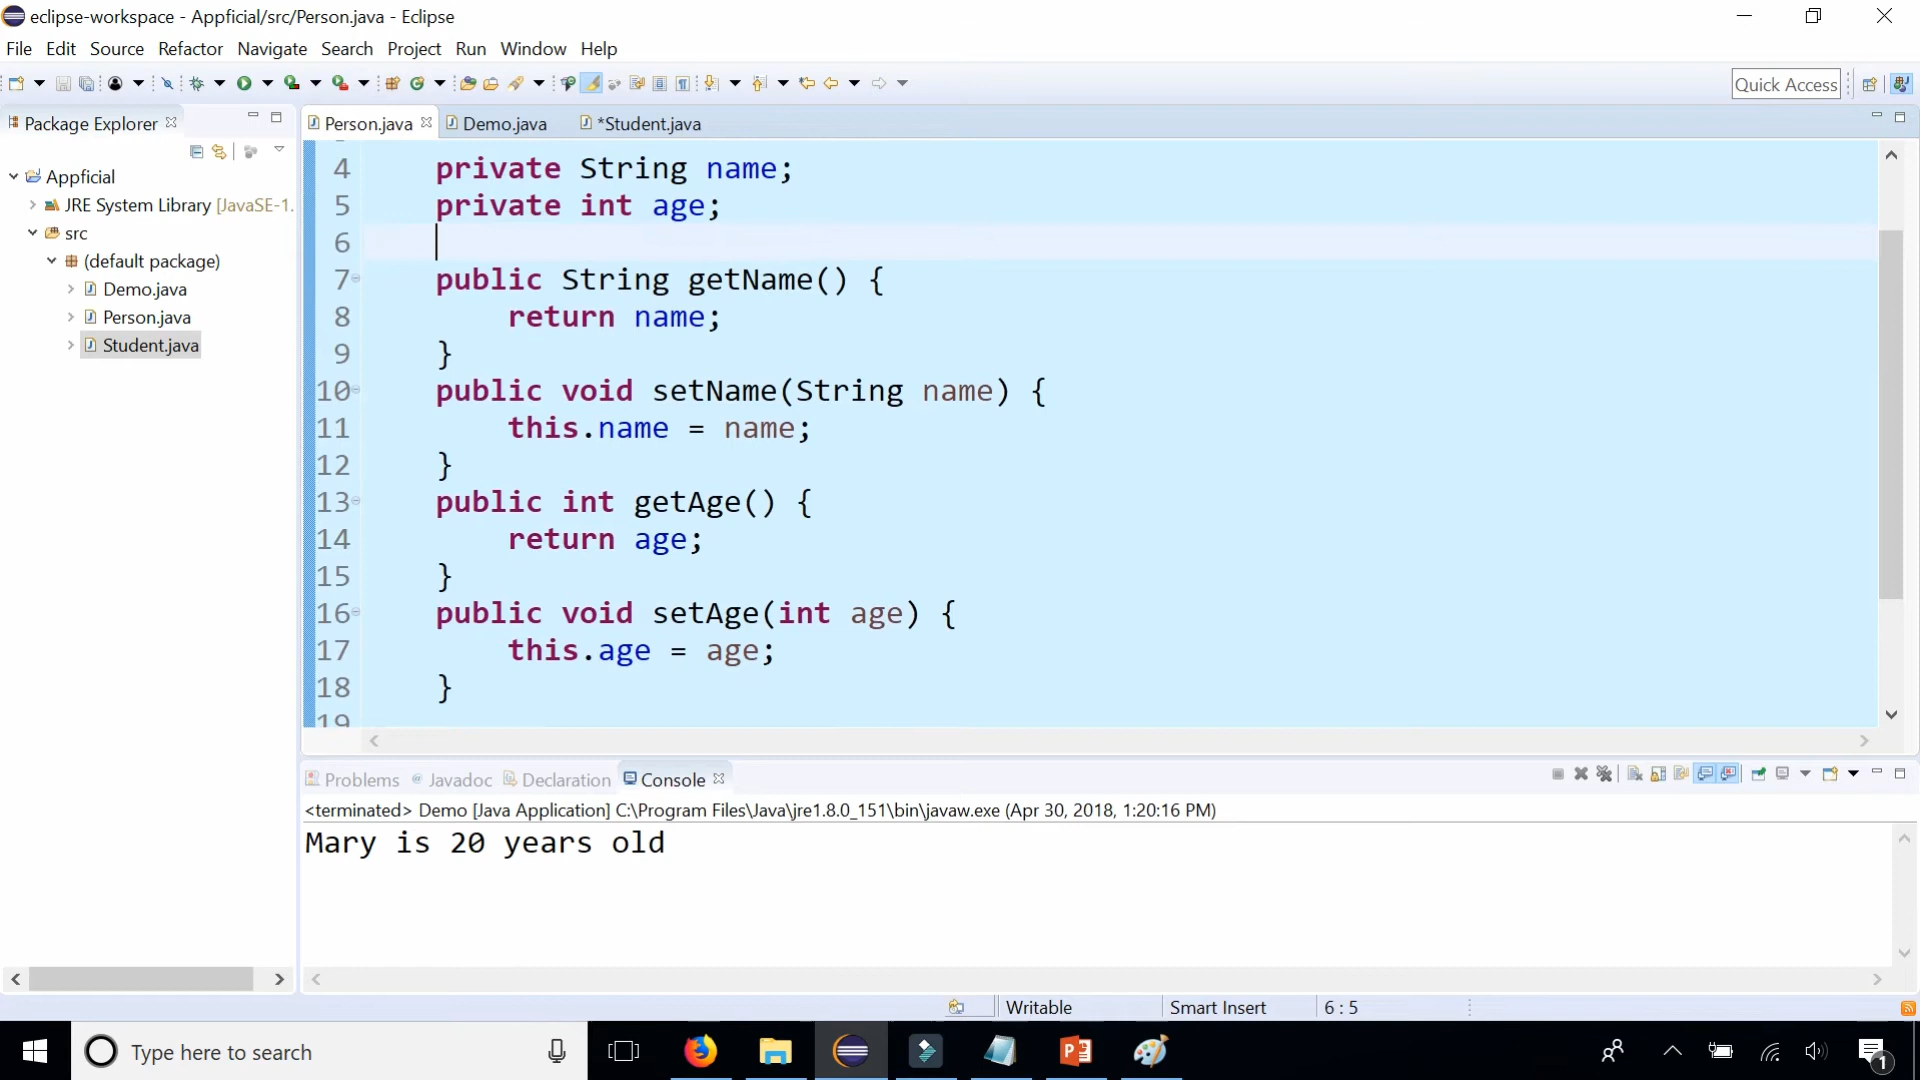 eclipse-workspace - Appficial/src/Person.java - Eclipse
File Edit Source Refactor Navigate Search Project Run Window Help
Quick Access
Package Explorer
Person.java Demo.java *Student.java
Appficial
JRE System Library [JavaSE-1.
src
(default package)
Demo.java
Person.java
Student.java
4 private String name;
5 private int age;
6
7 public String getName() {
8 return name;
9 }
10 public void setName(String name) {
11 this.name = name;
12 }
13 public int getAge() {
14 return age;
15 }
16 public void setAge(int age) {
17 this.age = age;
18 }
19
Problems Javadoc Declaration Console
<terminated> Demo [Java Application] C:\Program Files\Java\jre1.8.0_151\bin\javaw.exe (Apr 30, 2018, 1:20:16 PM)
Mary is 20 years old
Writable Smart Insert 6 : 5
Type here to search
1